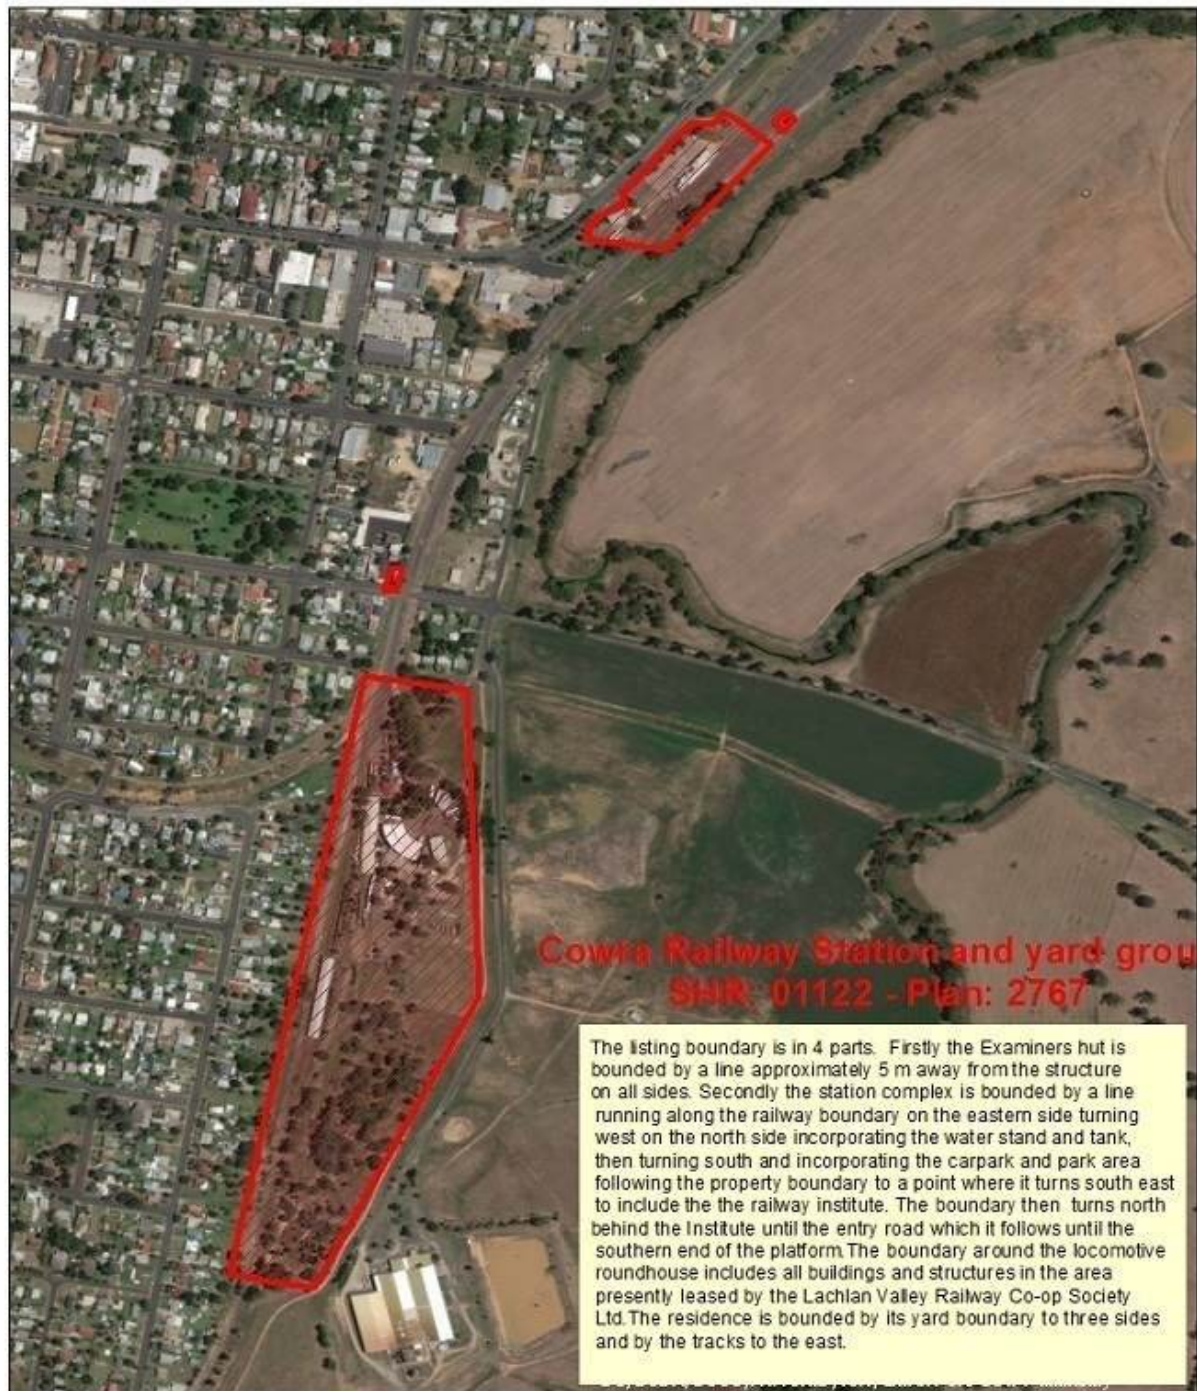 Cowra Railway Station and yard grou
SHR: 01122 - Plan: 2767
The listing boundary is in 4 parts. Firstly the Examiners hut is
bounded by a line approximately 5 m away from the structure
on all sides. Secondly the station complex is bounded by a line
running along the railway boundary on the eastern side turning
west on the north side incorporating the water stand and tank,
then turning south and incorporating the carpark and park area
following the property boundary to a point where it turns south east
to include the the railway institute. The boundary then turns north
behind the Institute until the entry road which it follows until the
southern end of the platform.The boundary around the locomotive
roundhouse includes all buildings and structures in the area
presently leased by the Lachlan Valley Railway Co-op Society
Ltd.The residence is bounded by its yard boundary to three sides
and by the tracks to the east.